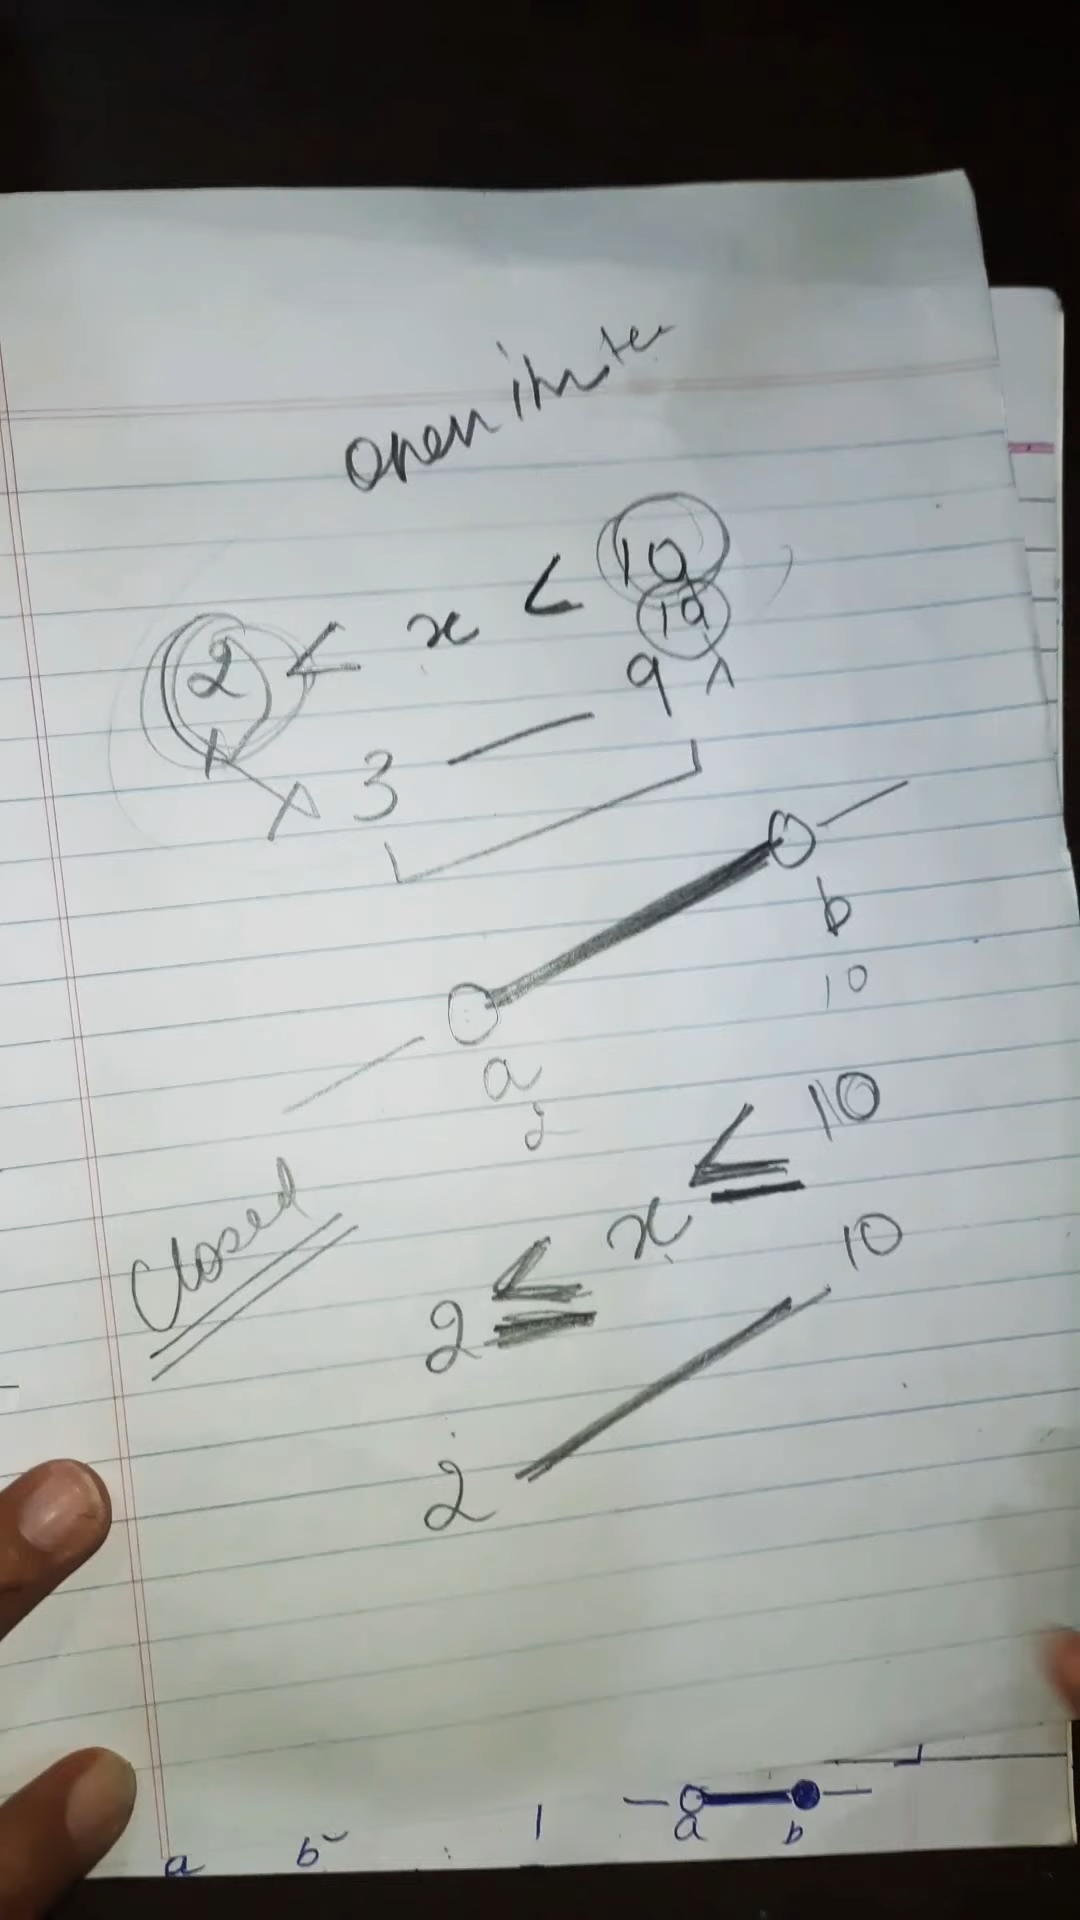 open inter
2 < x < 10
10
3 — 9
b
10
a
2
Closed
2 ≤ x ≤ 10
2 — 10
a b a b